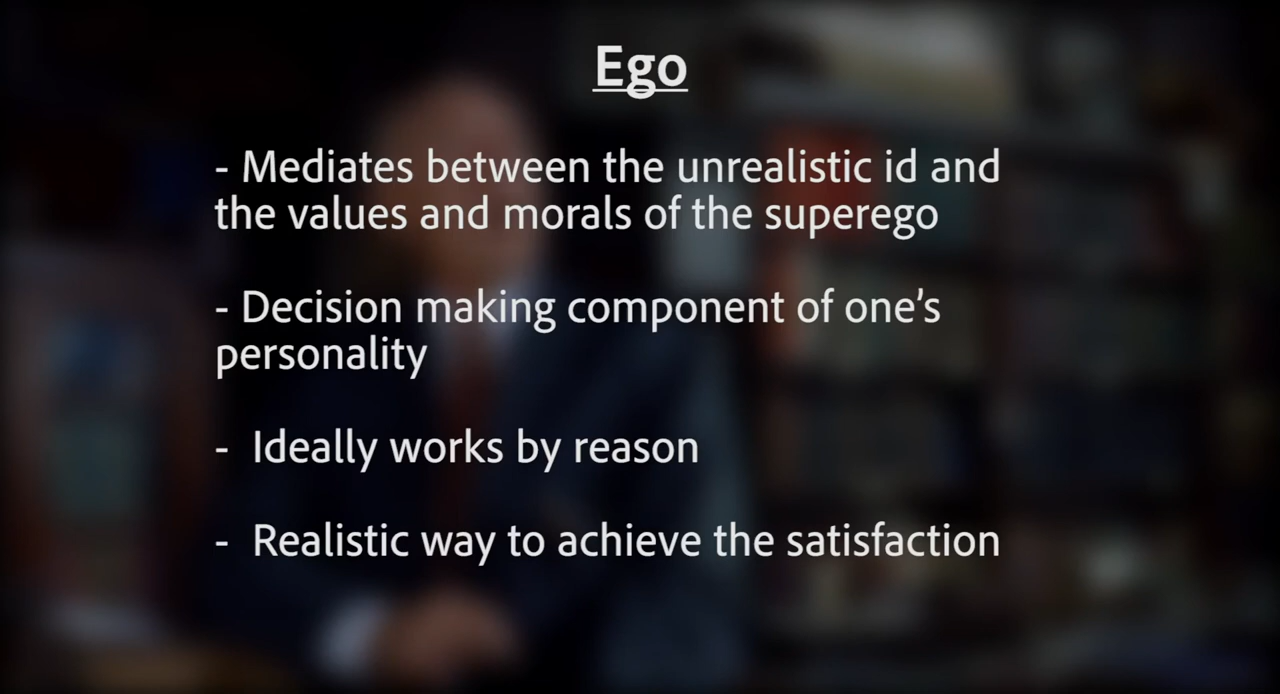 Ego
- Mediates between the unrealistic id and
the values and morals of the superego
- Decision making component of one’s
personality
- Ideally works by reason
- Realistic way to achieve the satisfaction